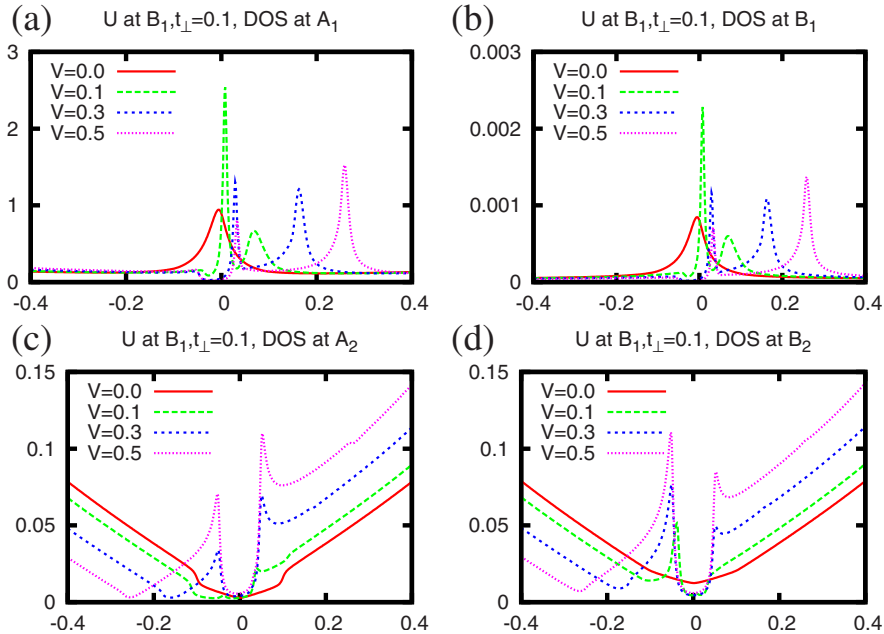 (a) U at B₁,t⊥=0.1, DOS at A₁
3
2
1
0
V=0.0
V=0.1
V=0.3
V=0.5
-0.4 -0.2 0 0.2 0.4
(b) U at B₁,t⊥=0.1, DOS at B₁
0.003
0.002
0.001
0
V=0.0
V=0.1
V=0.3
V=0.5
-0.4 -0.2 0 0.2 0.4
(c) U at B₁,t⊥=0.1, DOS at A₂
0.15
0.1
0.05
0
V=0.0
V=0.1
V=0.3
V=0.5
-0.4 -0.2 0 0.2 0.4
(d) U at B₁,t⊥=0.1, DOS at B₂
0.15
0.1
0.05
0
V=0.0
V=0.1
V=0.3
V=0.5
-0.4 -0.2 0 0.2 0.4